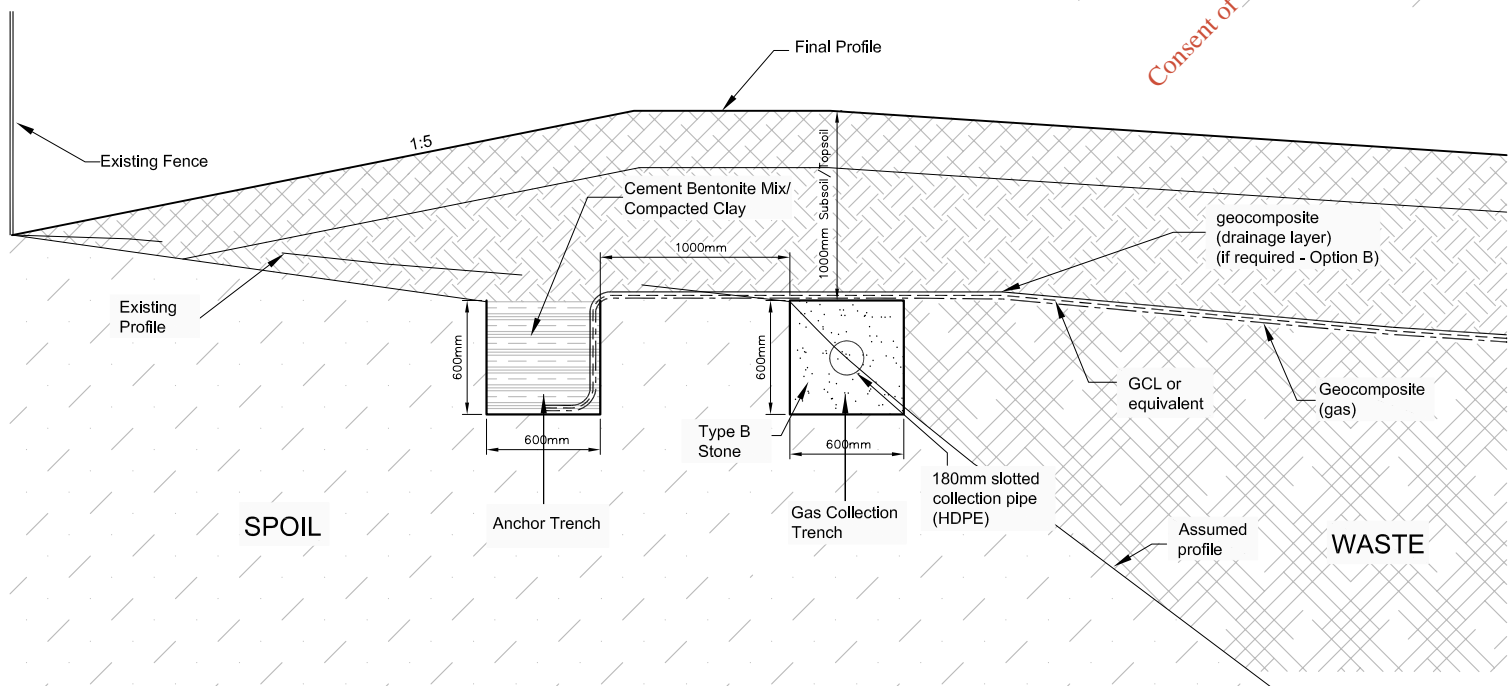 Consent of
Final Profile
1:5
Existing Fence
Cement Bentonite Mix/
Compacted Clay
1000mm Subsoil/Topsoil
geocomposite
(drainage layer)
(if required - Option B)
1000mm
Existing
Profile
600mm
600mm
GCL or
equivalent
Geocomposite
(gas)
Type B
Stone
600mm
600mm
180mm slotted
collection pipe
(HDPE)
Anchor Trench
Gas Collection
Trench
SPOIL
Assumed
profile
WASTE